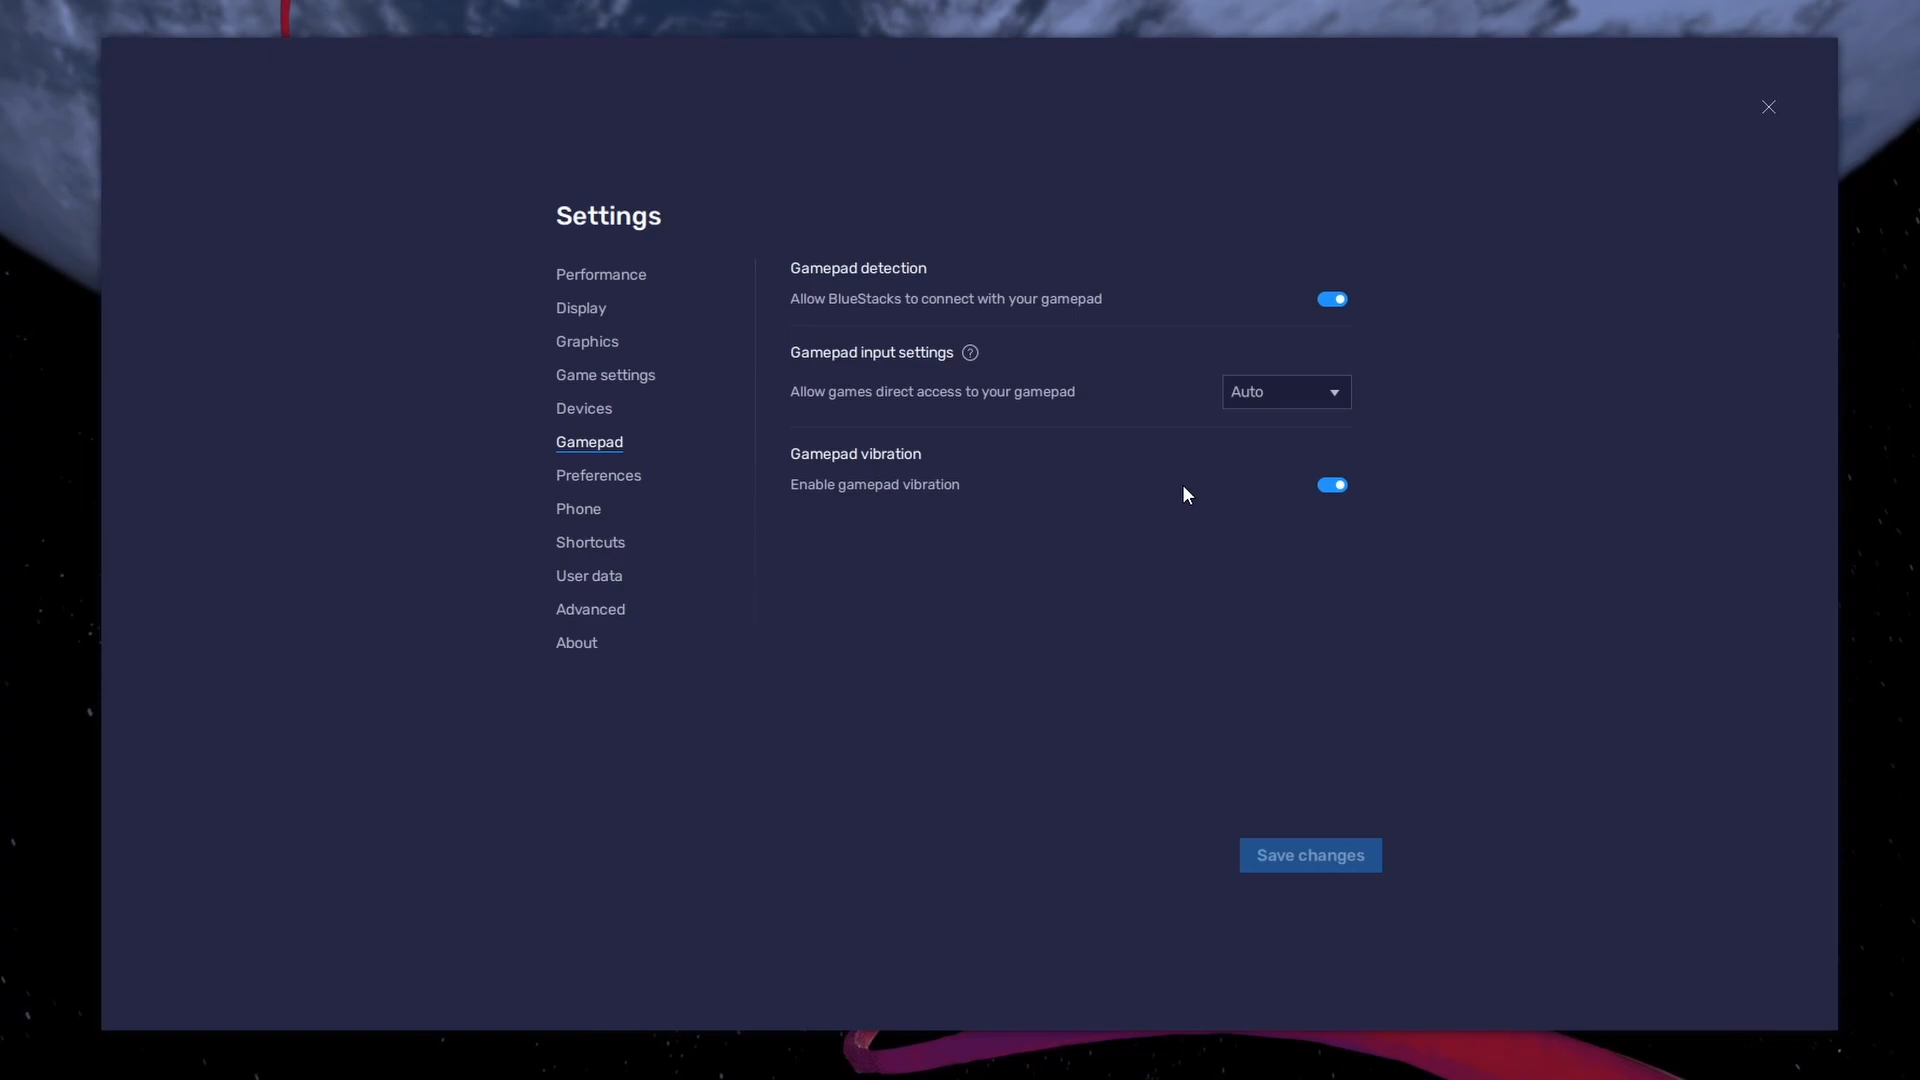 Settings
Performance
Display
Graphics
Game settings
Devices
Gamepad
Preferences
Phone
Shortcuts
User data
Advanced
About
Gamepad detection
Allow BlueStacks to connect with your gamepad
Gamepad input settings ?
Allow games direct access to your gamepad
Auto
Gamepad vibration
Enable gamepad vibration
Save changes